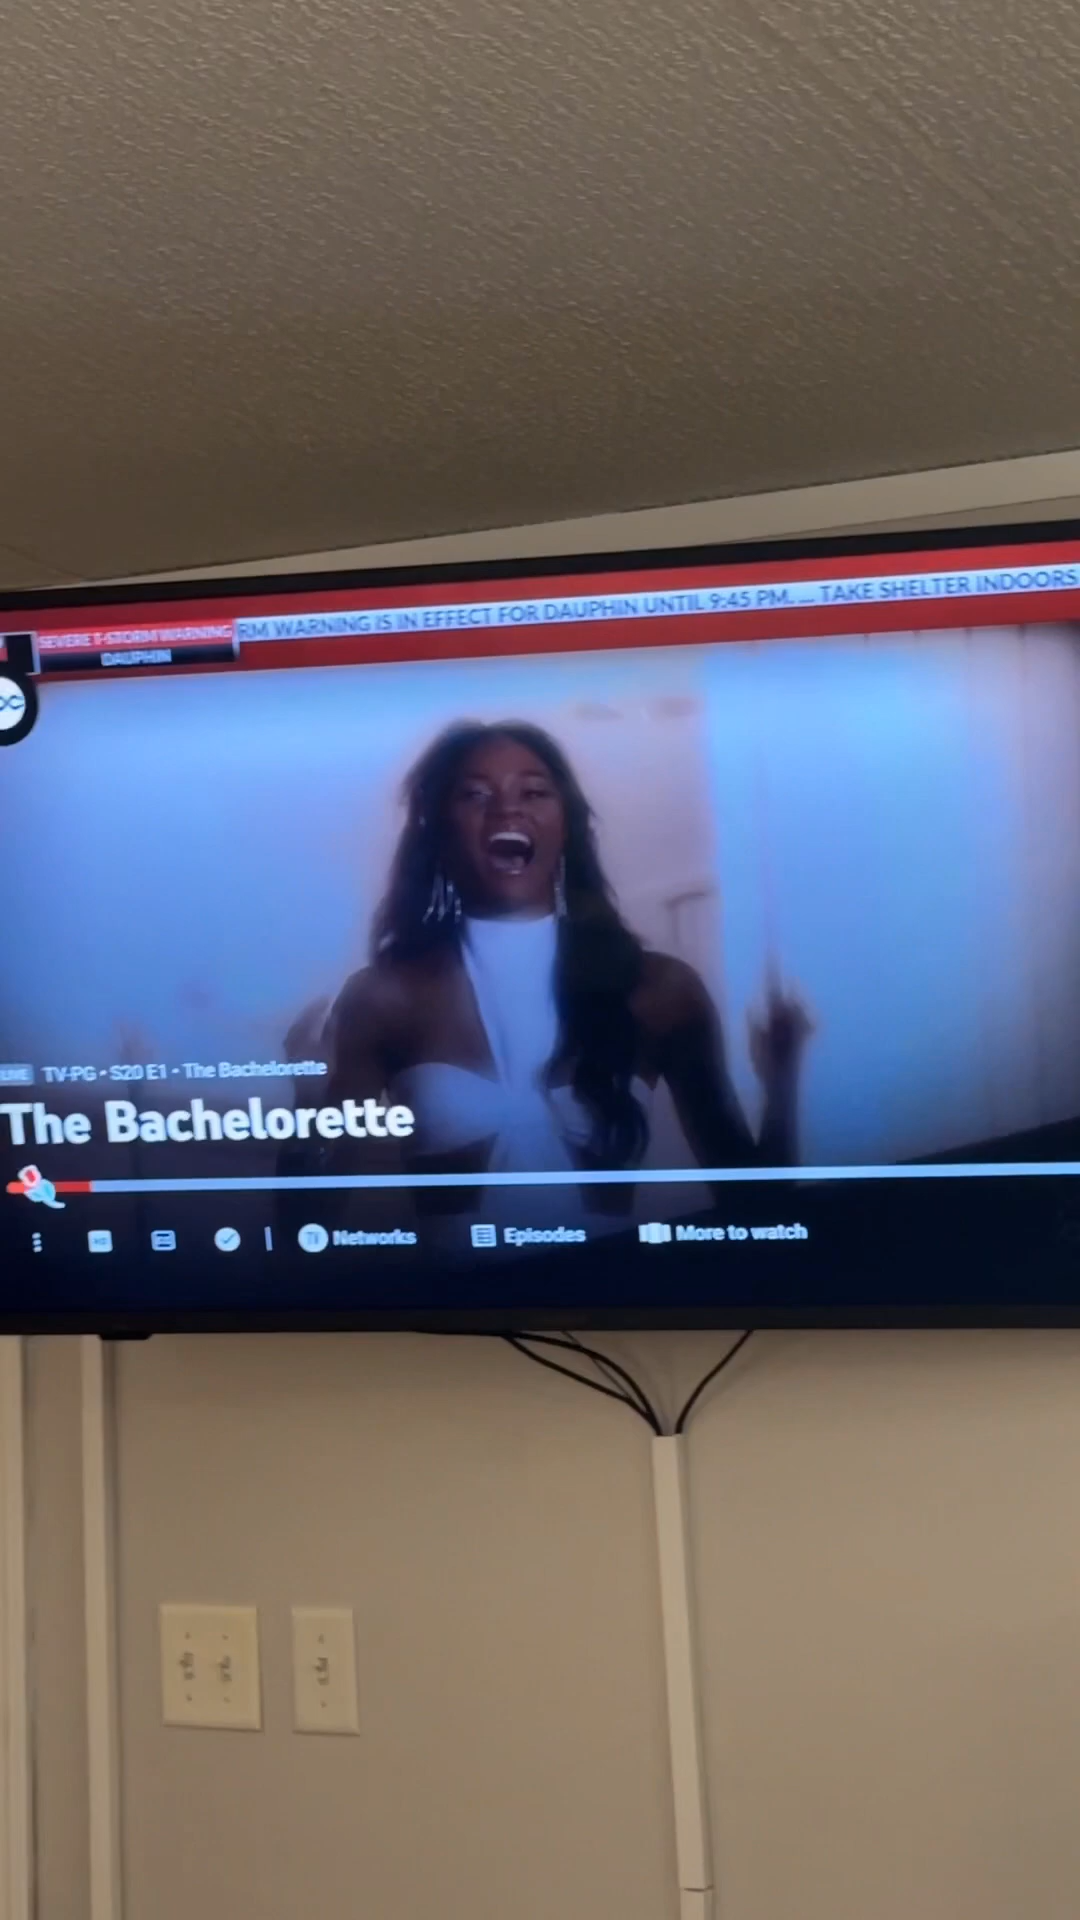 RM WARNING IS IN EFFECT FOR DAUPHIN UNTIL 9:45 PM. ... TAKE SHELTER INDOORS
SEVERE T-STORM WARNING
DAUPHIN
LIVE TV-PG • S20 E1 • The Bachelorette
The Bachelorette
Networks
Episodes
More to watch